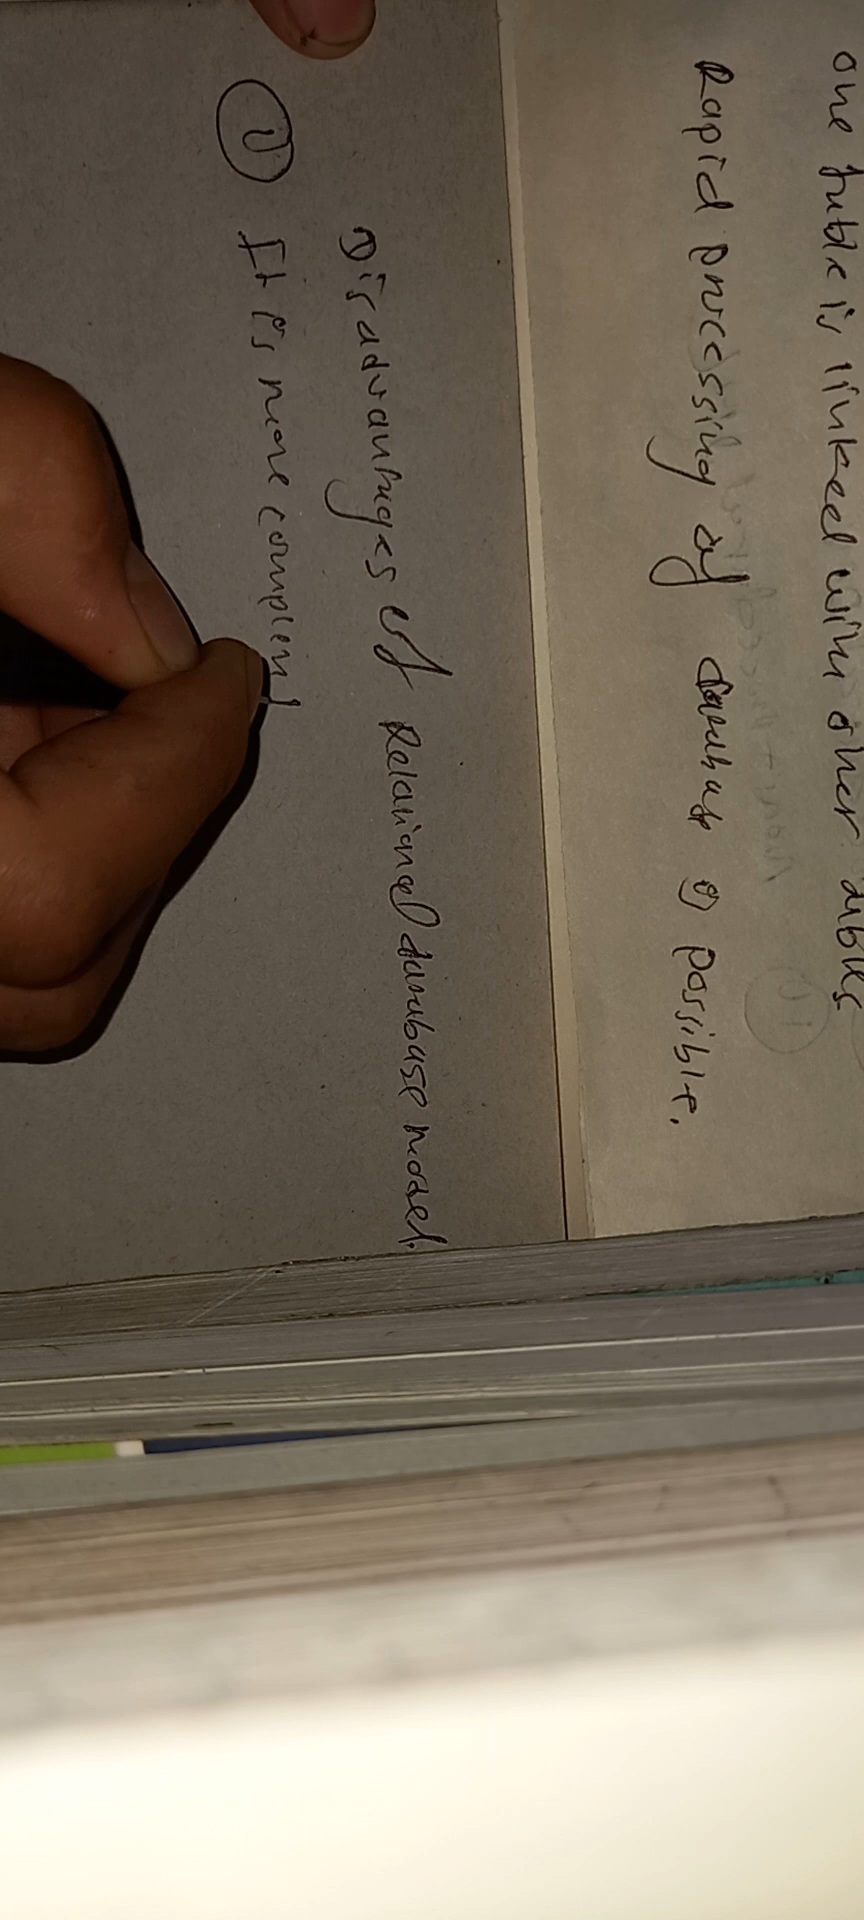 one table is linked with other tables
Rapid processing of database is possible.
Disadvantages of Relational database model.
i) It is more complex